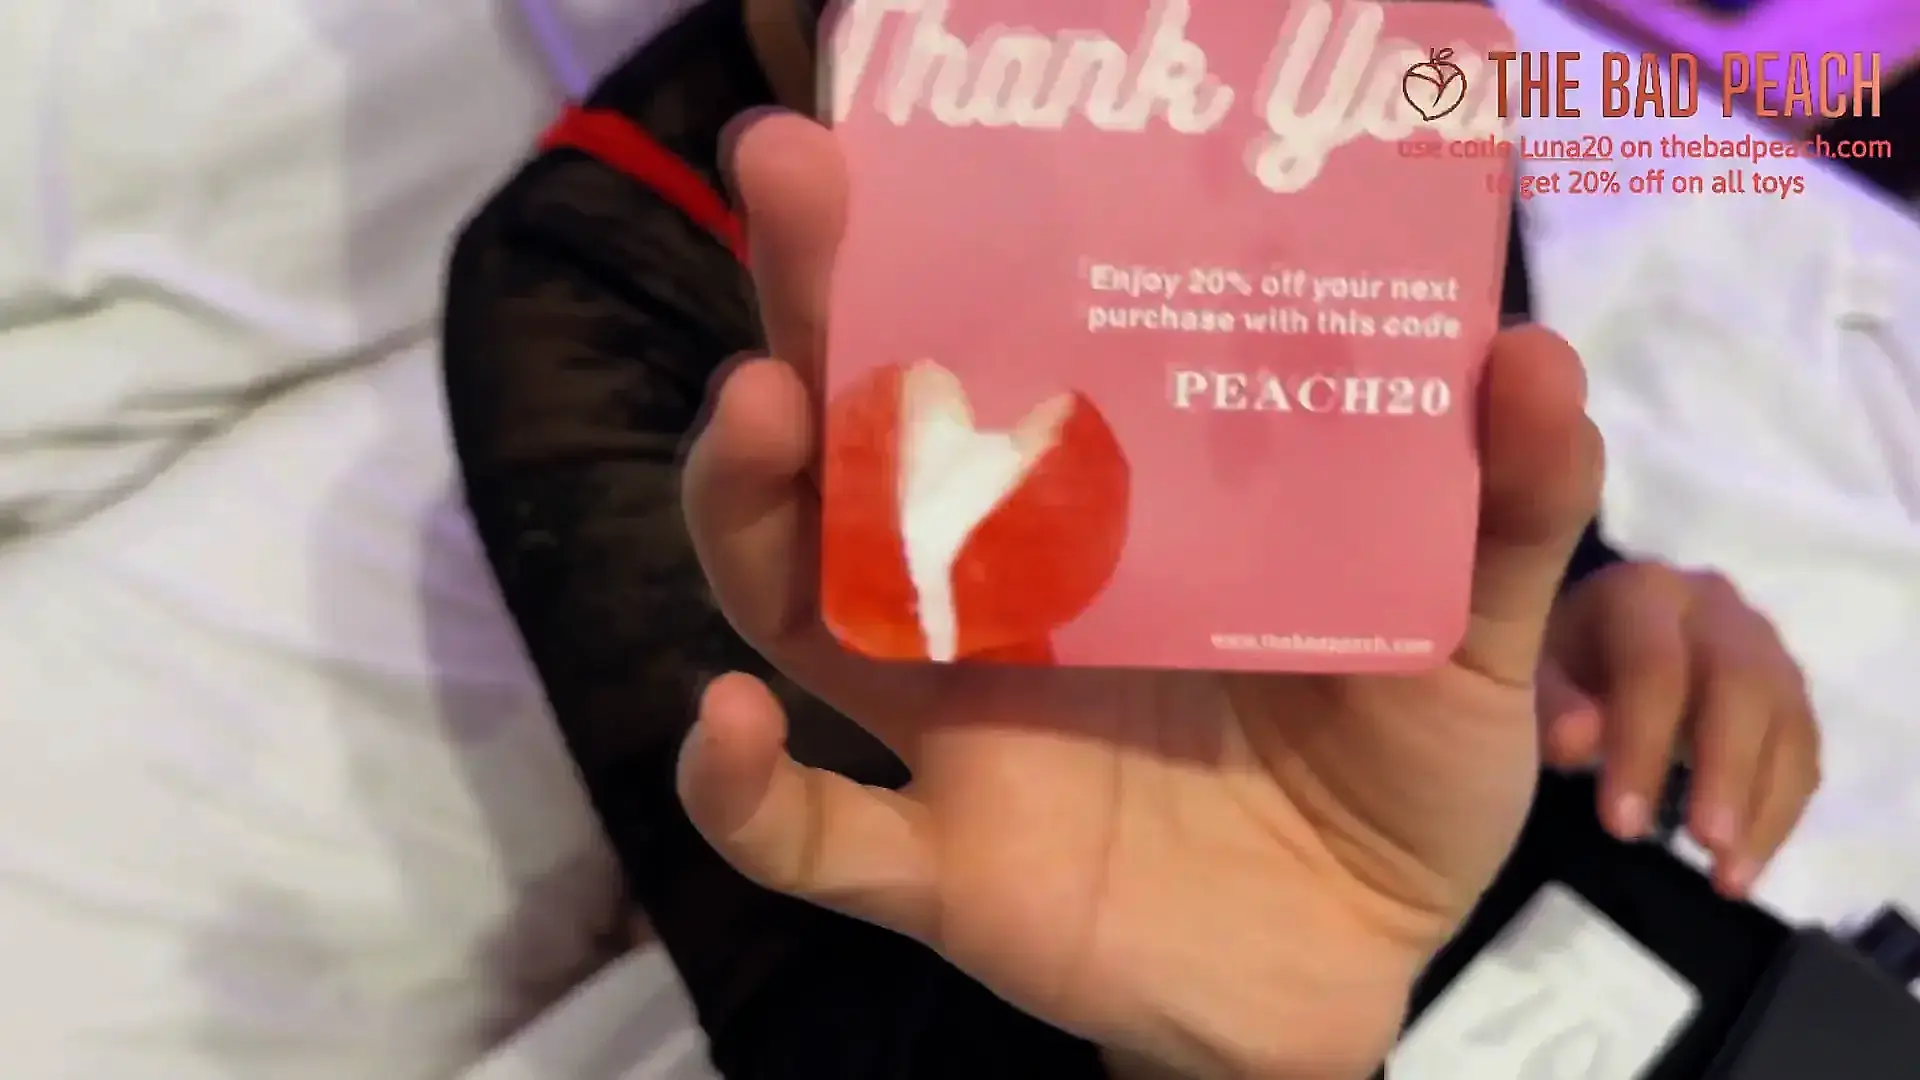 Thank You
THE BAD PEACH
use code Luna20 on thebadpeach.com
to get 20% off on all toys
Enjoy 20% off your next
purchase with this code
PEACH20
www.thebadpeach.com